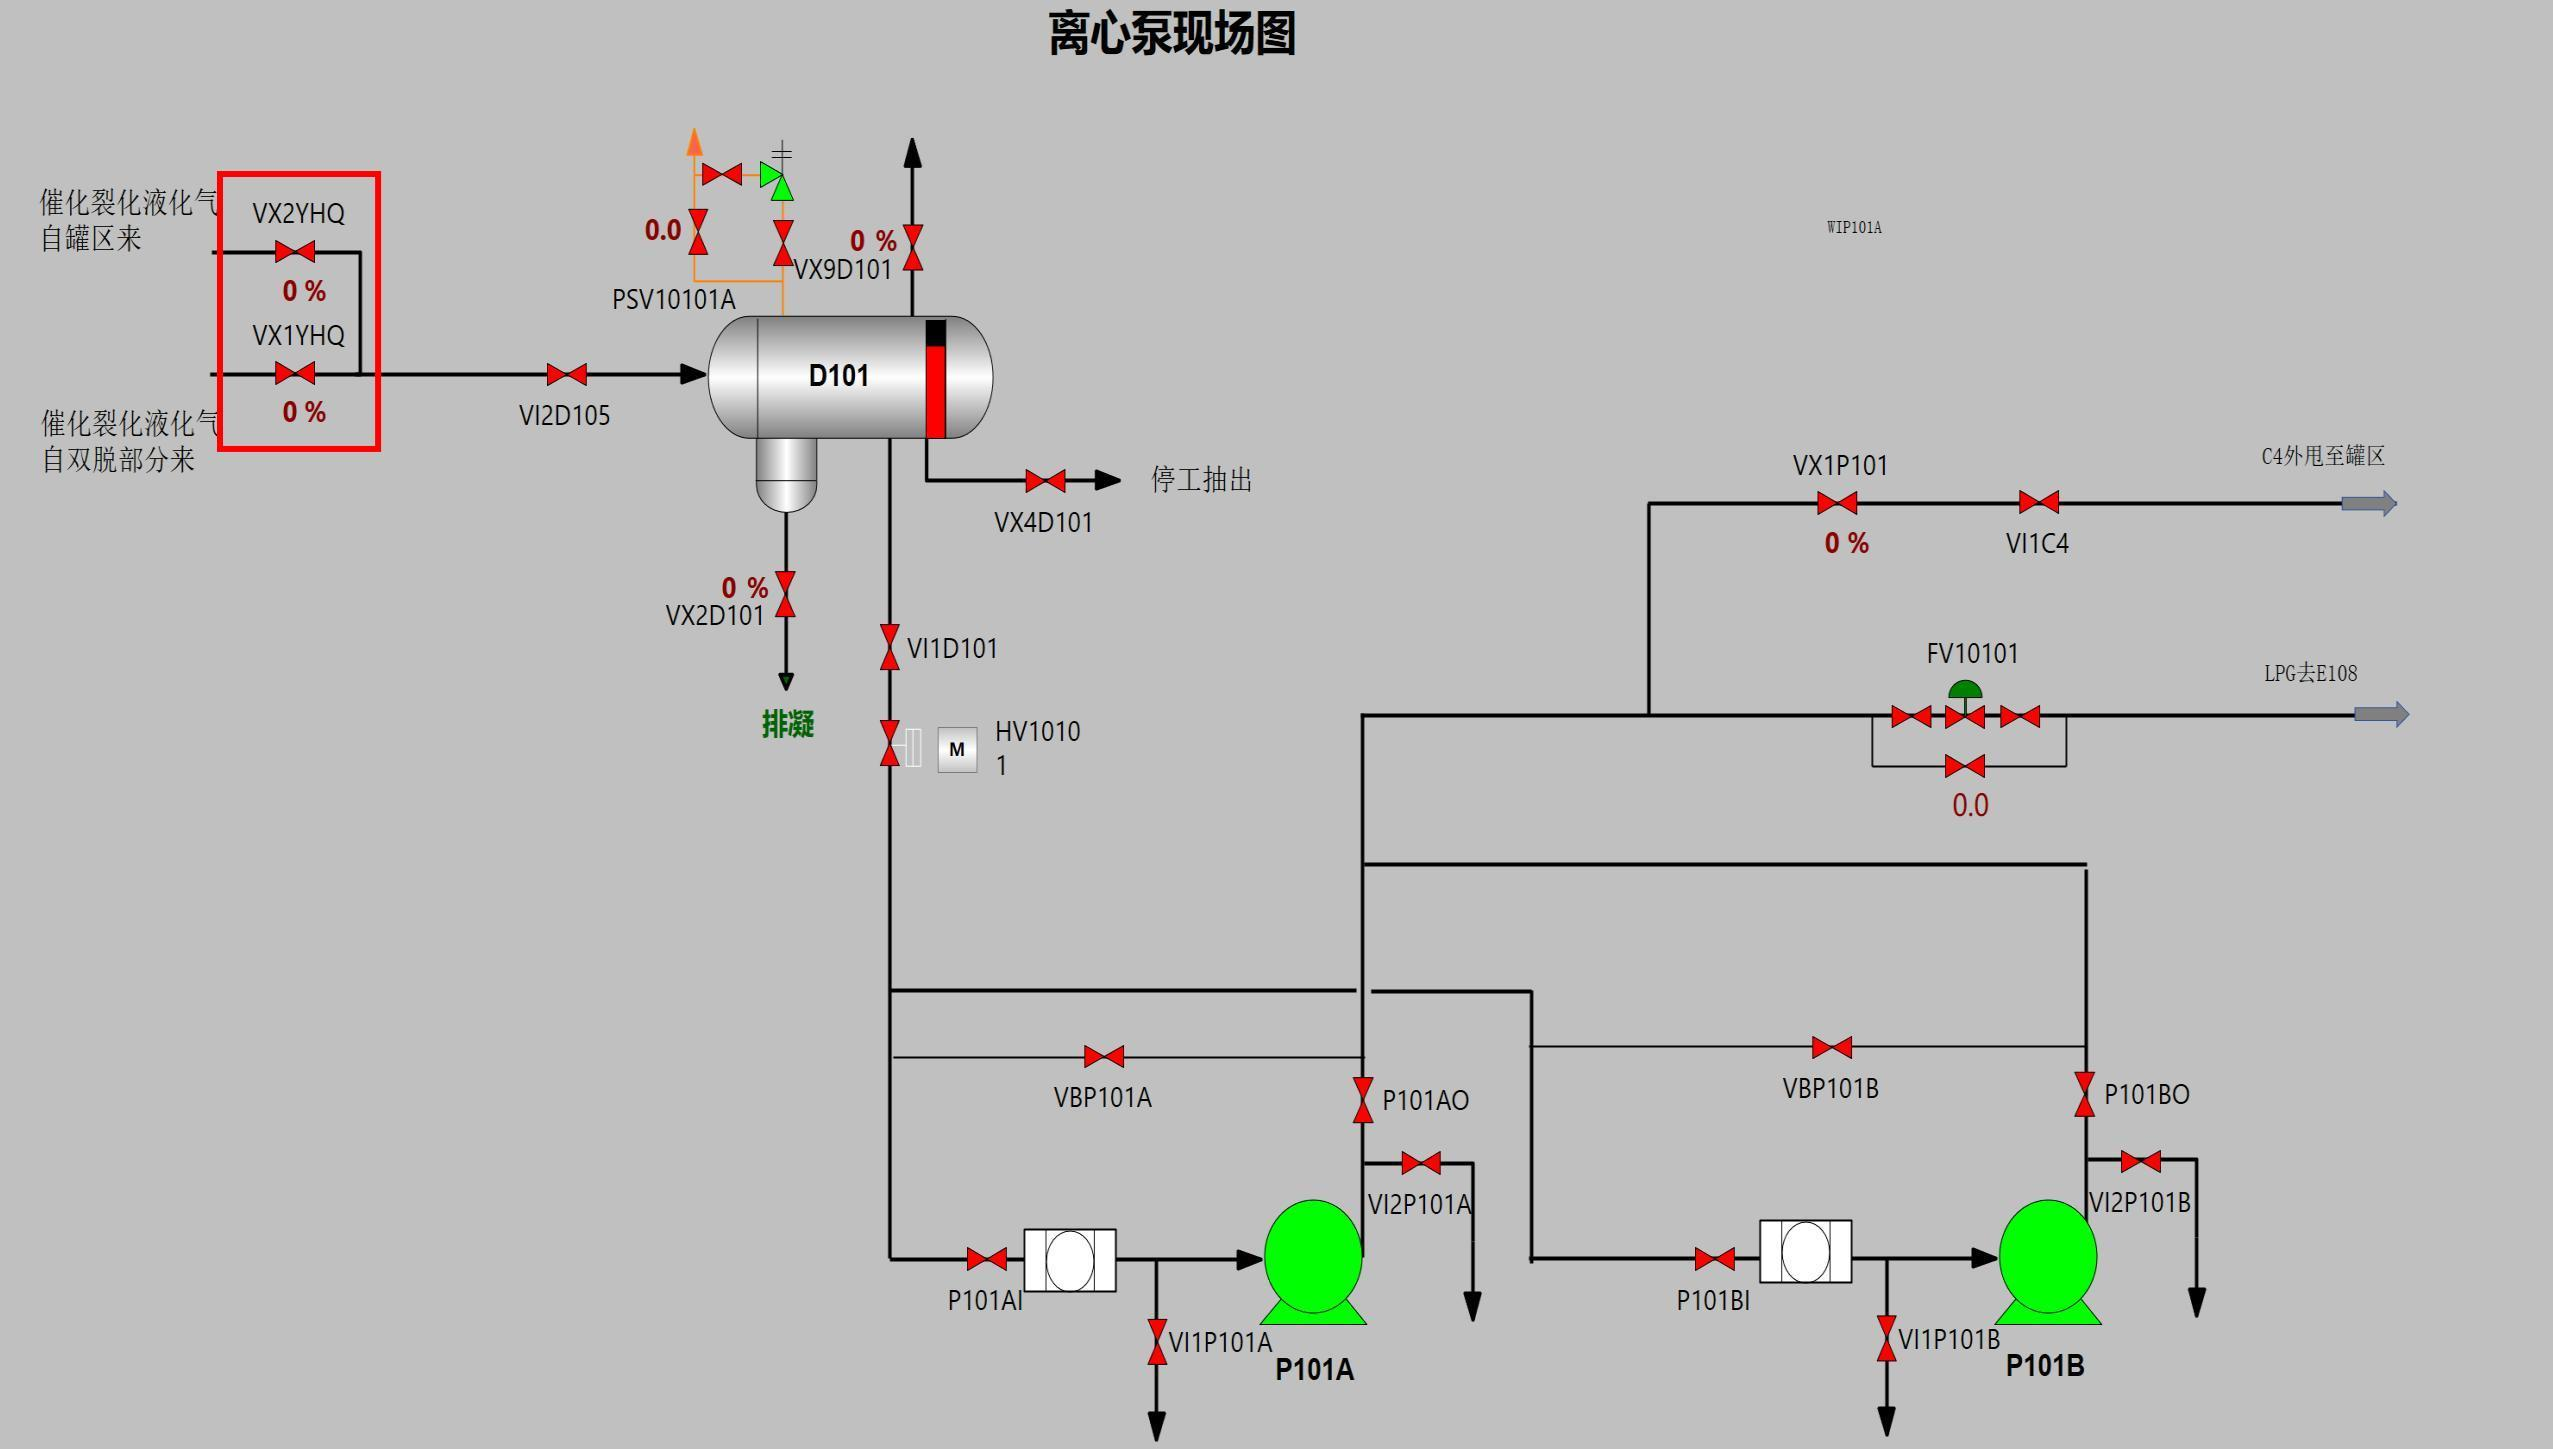 离心泵现场图
催化裂化液化气
自罐区来
VX2YHQ
0 %
VX1YHQ
0 %
催化裂化液化气
自双脱部分来
VI2D105
0.0
PSV10101A
0 %
VX9D101
D101
WIP101A
VX4D101
停工抽出
0 %
VX2D101
排凝
VI1D101
M
HV1010
1
VX1P101
0 %
VI1C4
C4外甩至罐区
FV10101
0.0
LPG去E108
VBP101A
P101AO
VI2P101A
P101AI
VI1P101A
P101A
VBP101B
P101BO
VI2P101B
P101BI
VI1P101B
P101B